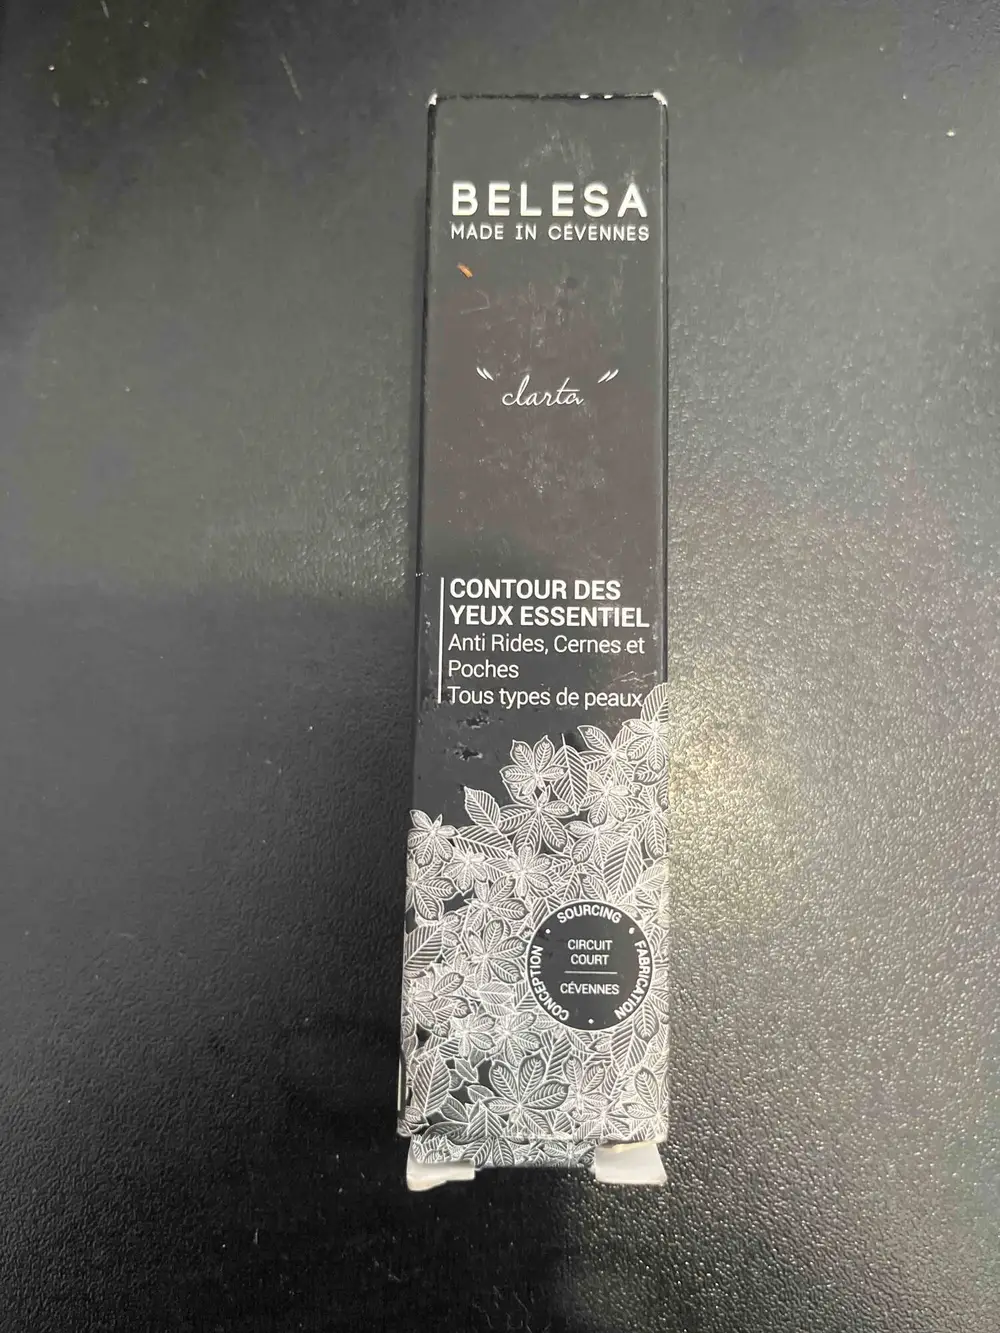 BELESA
MADE IN CÉVENNES
"clarta"
CONTOUR DES
YEUX ESSENTIEL
Anti Rides, Cernes et
Poches
Tous types de peaux
CONCEPTION • SOURCING • FABRICATION •
CIRCUIT
COURT
CÉVENNES